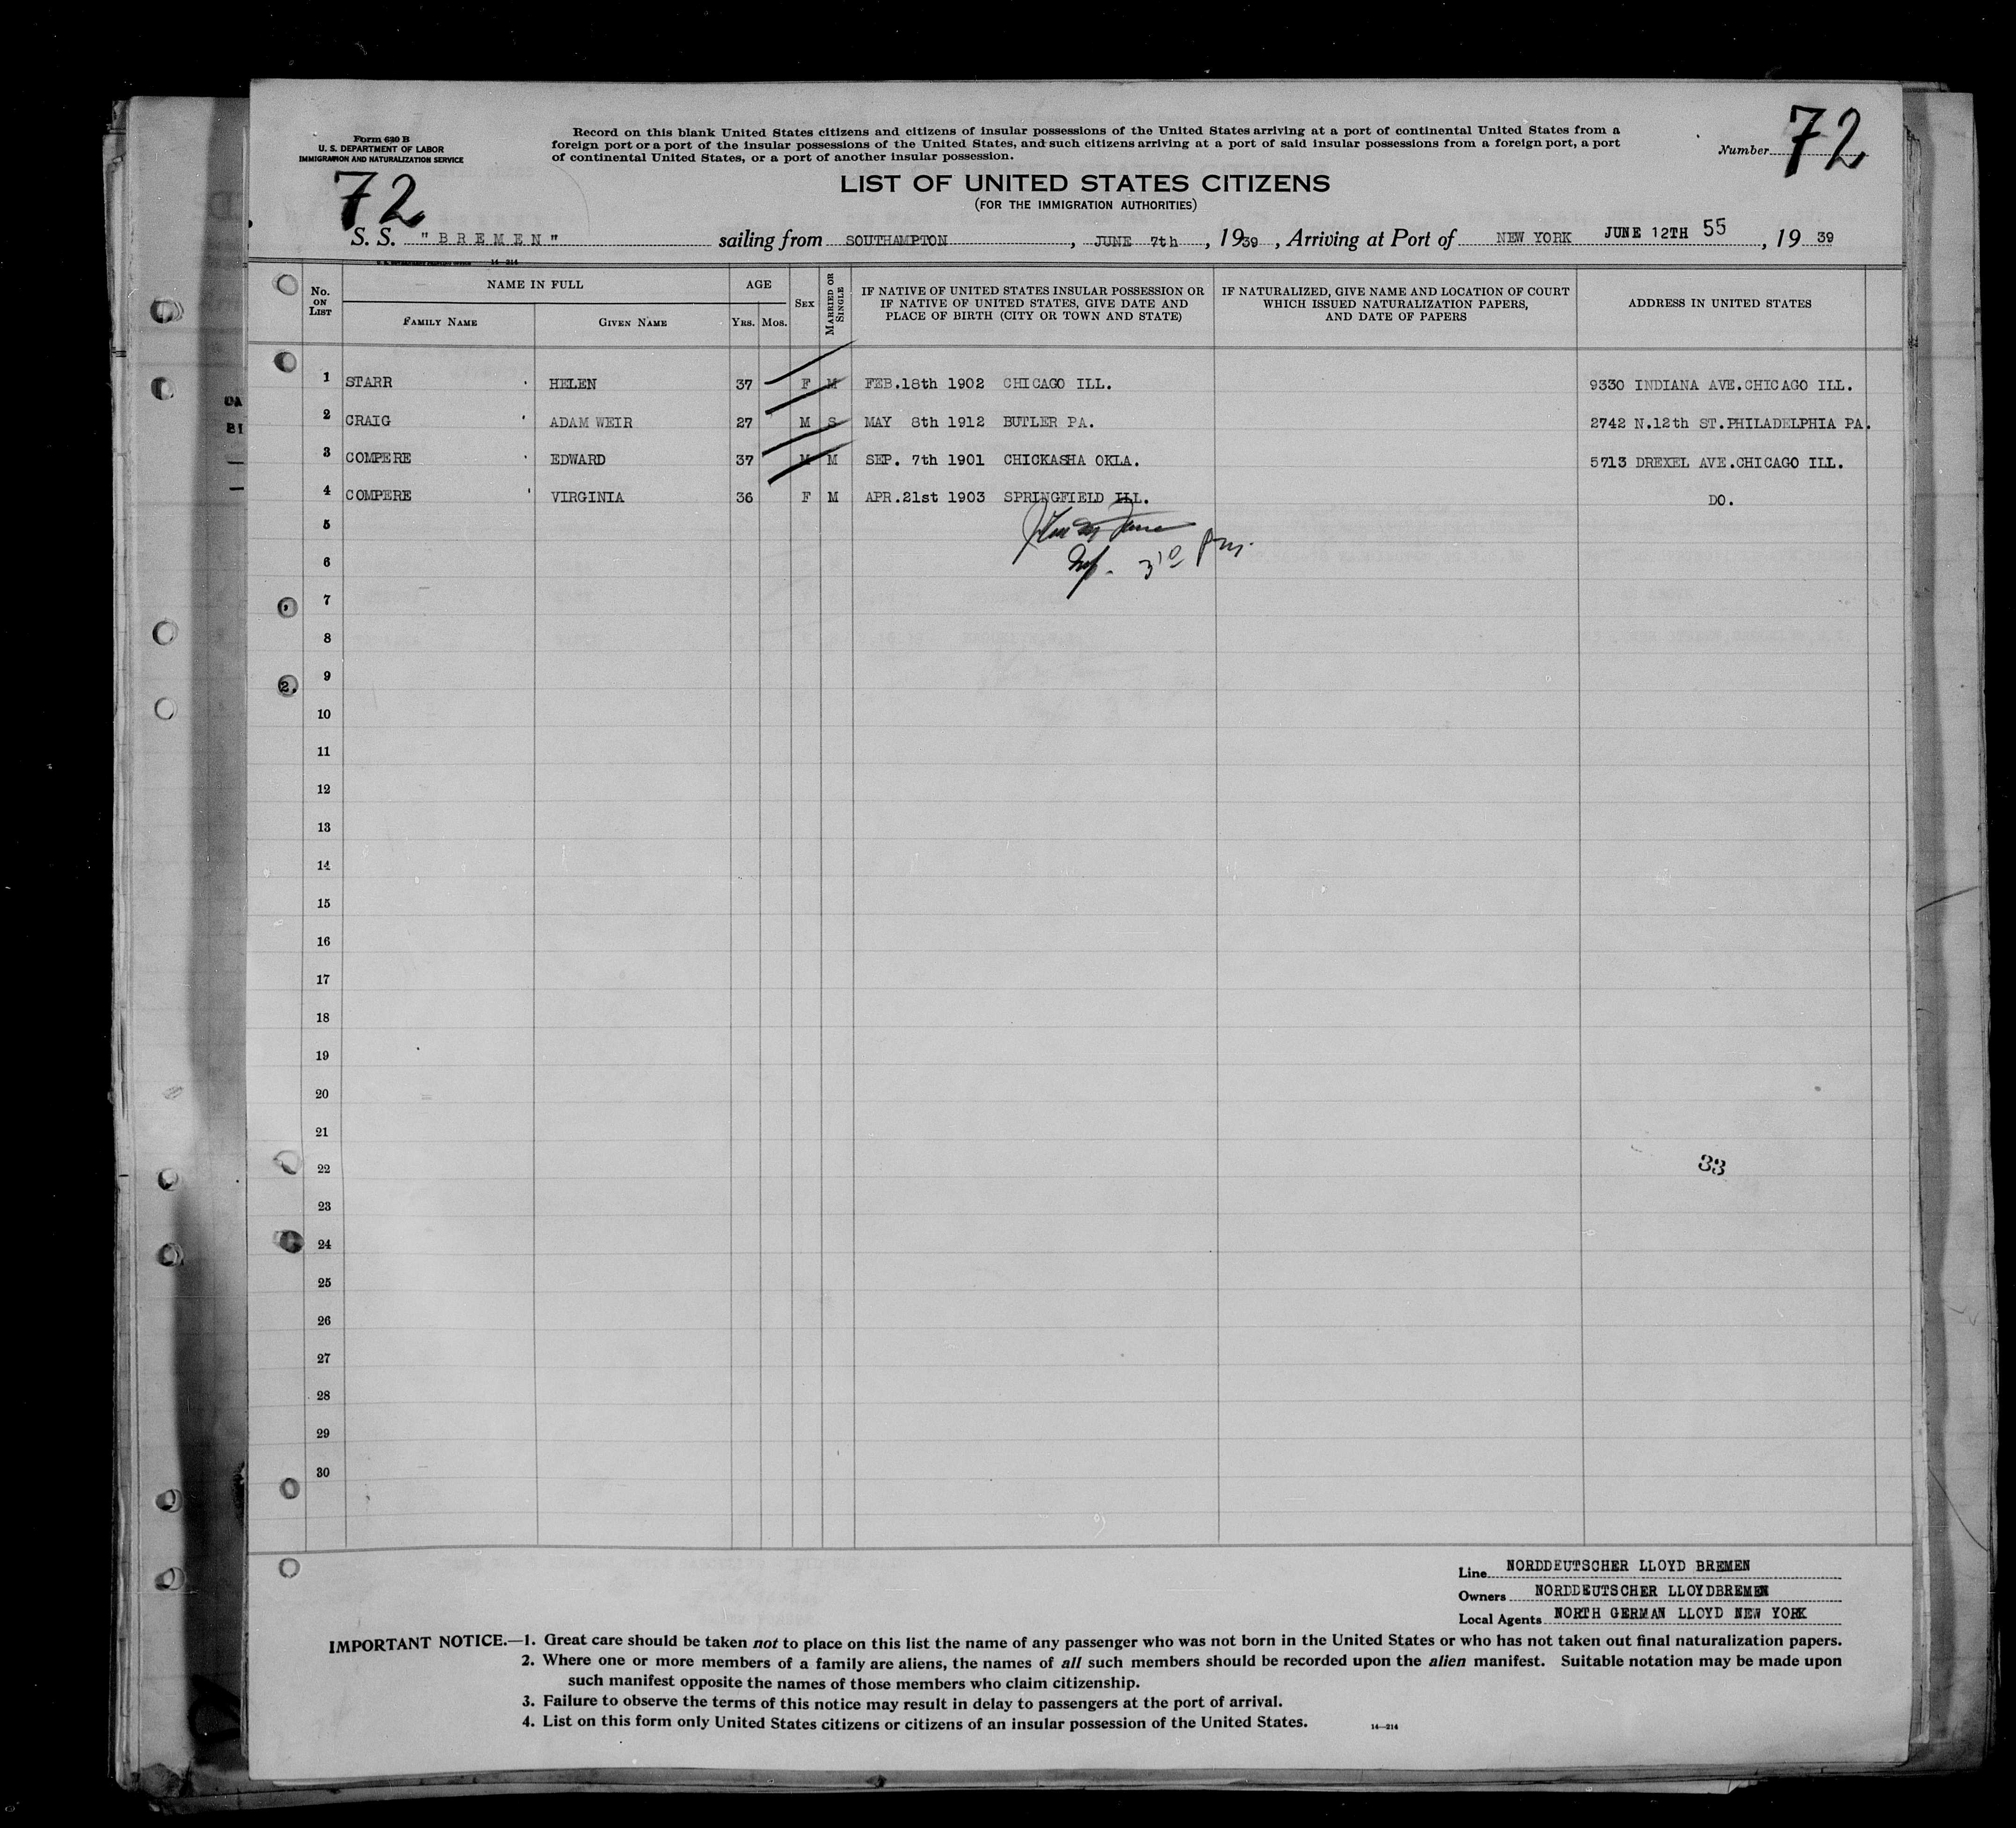 Form 630 B
U. S. DEPARTMENT OF LABOR
IMMIGRATION AND NATURALIZATION SERVICE
Record on this blank United States citizens and citizens of insular possessions of the United States arriving at a port of continental United States from a
foreign port or a port of the insular possessions of the United States, and such citizens arriving at a port of said insular possessions from a foreign port, a port
of continental United States, or a port of another insular possession.
Number 72
72
LIST OF UNITED STATES CITIZENS
(FOR THE IMMIGRATION AUTHORITIES)
S. S. "BREMEN" sailing from SOUTHAMPTON, JUNE 7th, 1939, Arriving at Port of NEW YORK JUNE 12TH 55, 1939
U. S. GOVERNMENT PRINTING OFFICE 14—214
No. ON LIST NAME IN FULL FAMILY NAME GIVEN NAME AGE YRS. MOS. SEX MARRIED OR SINGLE IF NATIVE OF UNITED STATES INSULAR POSSESSION OR IF NATIVE OF UNITED STATES, GIVE DATE AND PLACE OF BIRTH (CITY OR TOWN AND STATE) IF NATURALIZED, GIVE NAME AND LOCATION OF COURT WHICH ISSUED NATURALIZATION PAPERS, AND DATE OF PAPERS ADDRESS IN UNITED STATES
1 STARR HELEN 37 F M FEB.18th 1902 CHICAGO ILL. 9330 INDIANA AVE.CHICAGO ILL.
2 CRAIG ADAM WEIR 27 M S MAY 8th 1912 BUTLER PA. 2742 N.12th ST.PHILADELPHIA PA.
3 COMPERE EDWARD 37 M M SEP. 7th 1901 CHICKASHA OKLA. 5713 DREXEL AVE.CHICAGO ILL.
4 COMPERE VIRGINIA 36 F M APR.21st 1903 SPRINGFIELD ILL. DO.
5
6
7
8
9
10
11
12
13
14
15
16
17
18
19
20
21
22 33
23
24
25
26
27
28
29
30
Line NORDDEUTSCHER LLOYD BREMEN
Owners NORDDEUTSCHER LLOYDBREMEN
Local Agents NORTH GERMAN LLOYD NEW YORK
IMPORTANT NOTICE.—1. Great care should be taken not to place on this list the name of any passenger who was not born in the United States or who has not taken out final naturalization papers.
2. Where one or more members of a family are aliens, the names of all such members should be recorded upon the alien manifest. Suitable notation may be made upon
such manifest opposite the names of those members who claim citizenship.
3. Failure to observe the terms of this notice may result in delay to passengers at the port of arrival.
4. List on this form only United States citizens or citizens of an insular possession of the United States. 14—214